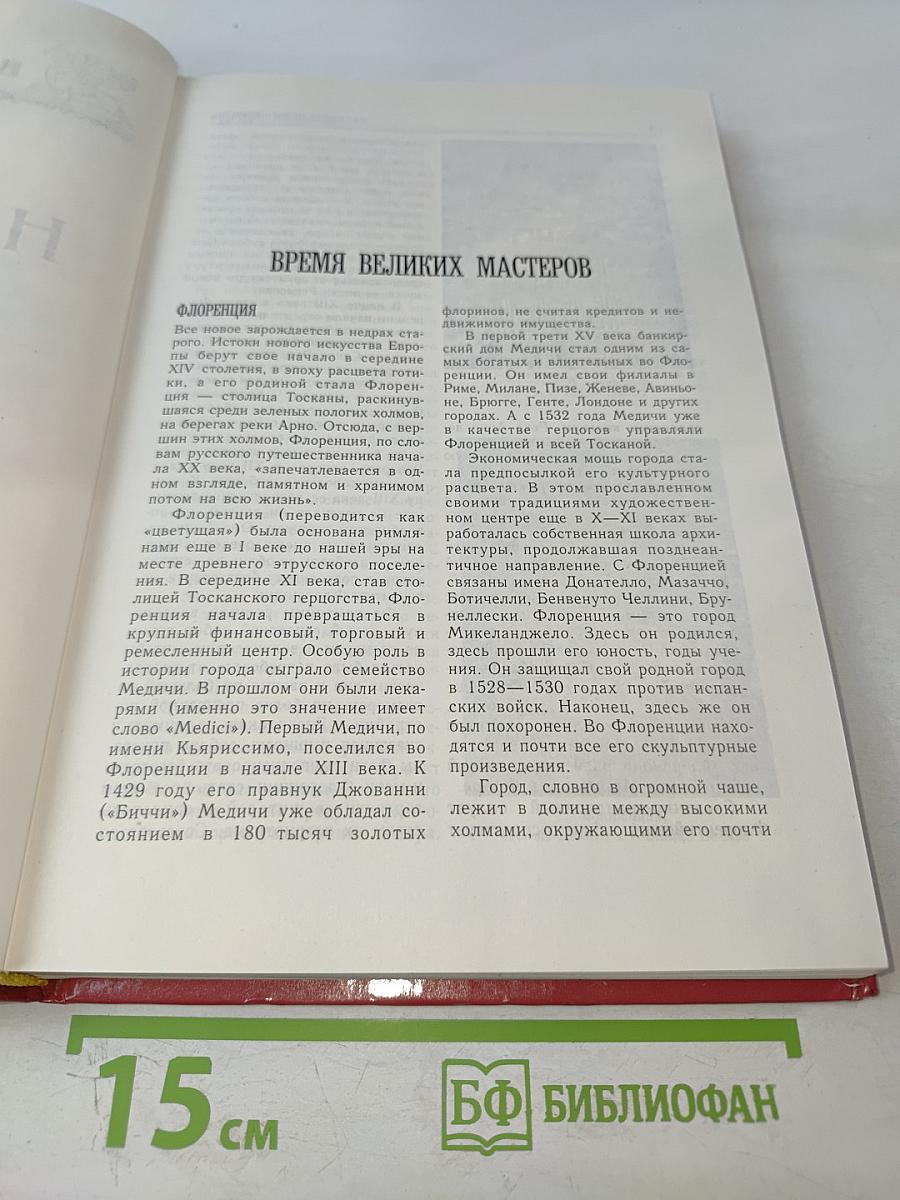 ВРЕМЯ ВЕЛИКИХ МАСТЕРОВ
ФЛОРЕНЦИЯ
Все новое зарождается в недрах ста-
рого. Истоки нового искусства Евро-
пы берут свое начало в середине
XIV столетия, в эпоху расцвета готи-
ки, а его родиной стала Флорен-
ция — столица Тосканы, раскинув-
шаяся среди зеленых пологих холмов,
на берегах реки Арно. Отсюда, с вер-
шин этих холмов, Флоренция, по сло-
вам русского путешественника нача-
ла XX века, «запечатлевается в од-
ном взгляде, памятном и хранимом
потом на всю жизнь».
Флоренция (переводится как
«цветущая») была основана римля-
нами еще в I веке до нашей эры на
месте древнего этрусского поселе-
ния. В середине XI века, став сто-
лицей Тосканского герцогства, Фло-
ренция начала превращаться в
крупный финансовый, торговый и
ремесленный центр. Особую роль в
истории города сыграло семейство
Медичи. В прошлом они были лека-
рями (именно это значение имеет
слово «Medici»). Первый Медичи, по
имени Кьяриссимо, поселился во
Флоренции в начале XIII века. К
1429 году его правнук Джованни
(«Биччи») Медичи уже обладал со-
стоянием в 180 тысяч золотых
флоринов, не считая кредитов и не-
движимого имущества.
В первой трети XV века банкир-
ский дом Медичи стал одним из са-
мых богатых и влиятельных во Фло-
ренции. Он имел свои филиалы в
Риме, Милане, Пизе, Женеве, Авиньо-
не, Брюгге, Генте, Лондоне и других
городах. А с 1532 года Медичи уже
в качестве герцогов управляли
Флоренцией и всей Тосканой.
Экономическая мощь города ста-
ла предпосылкой его культурного
расцвета. В этом прославленном
своими традициями художествен-
ном центре еще в X—XI веках вы-
работалась собственная школа архи-
тектуры, продолжавшая позднеан-
тичное направление. С Флоренцией
связаны имена Донателло, Мазаччо,
Ботичелли, Бенвенуто Челлини, Бру-
неллески. Флоренция — это город
Микеланджело. Здесь он родился,
здесь прошли его юность, годы уче-
ния. Он защищал свой родной город
в 1528—1530 годах против испан-
ских войск. Наконец, здесь же он
был похоронен. Во Флоренции нахо-
дятся и почти все его скульптурные
произведения.
Город, словно в огромной чаше,
лежит в долине между высокими
холмами, окружающими его почти
15 см
БФ БИБЛИОФАН